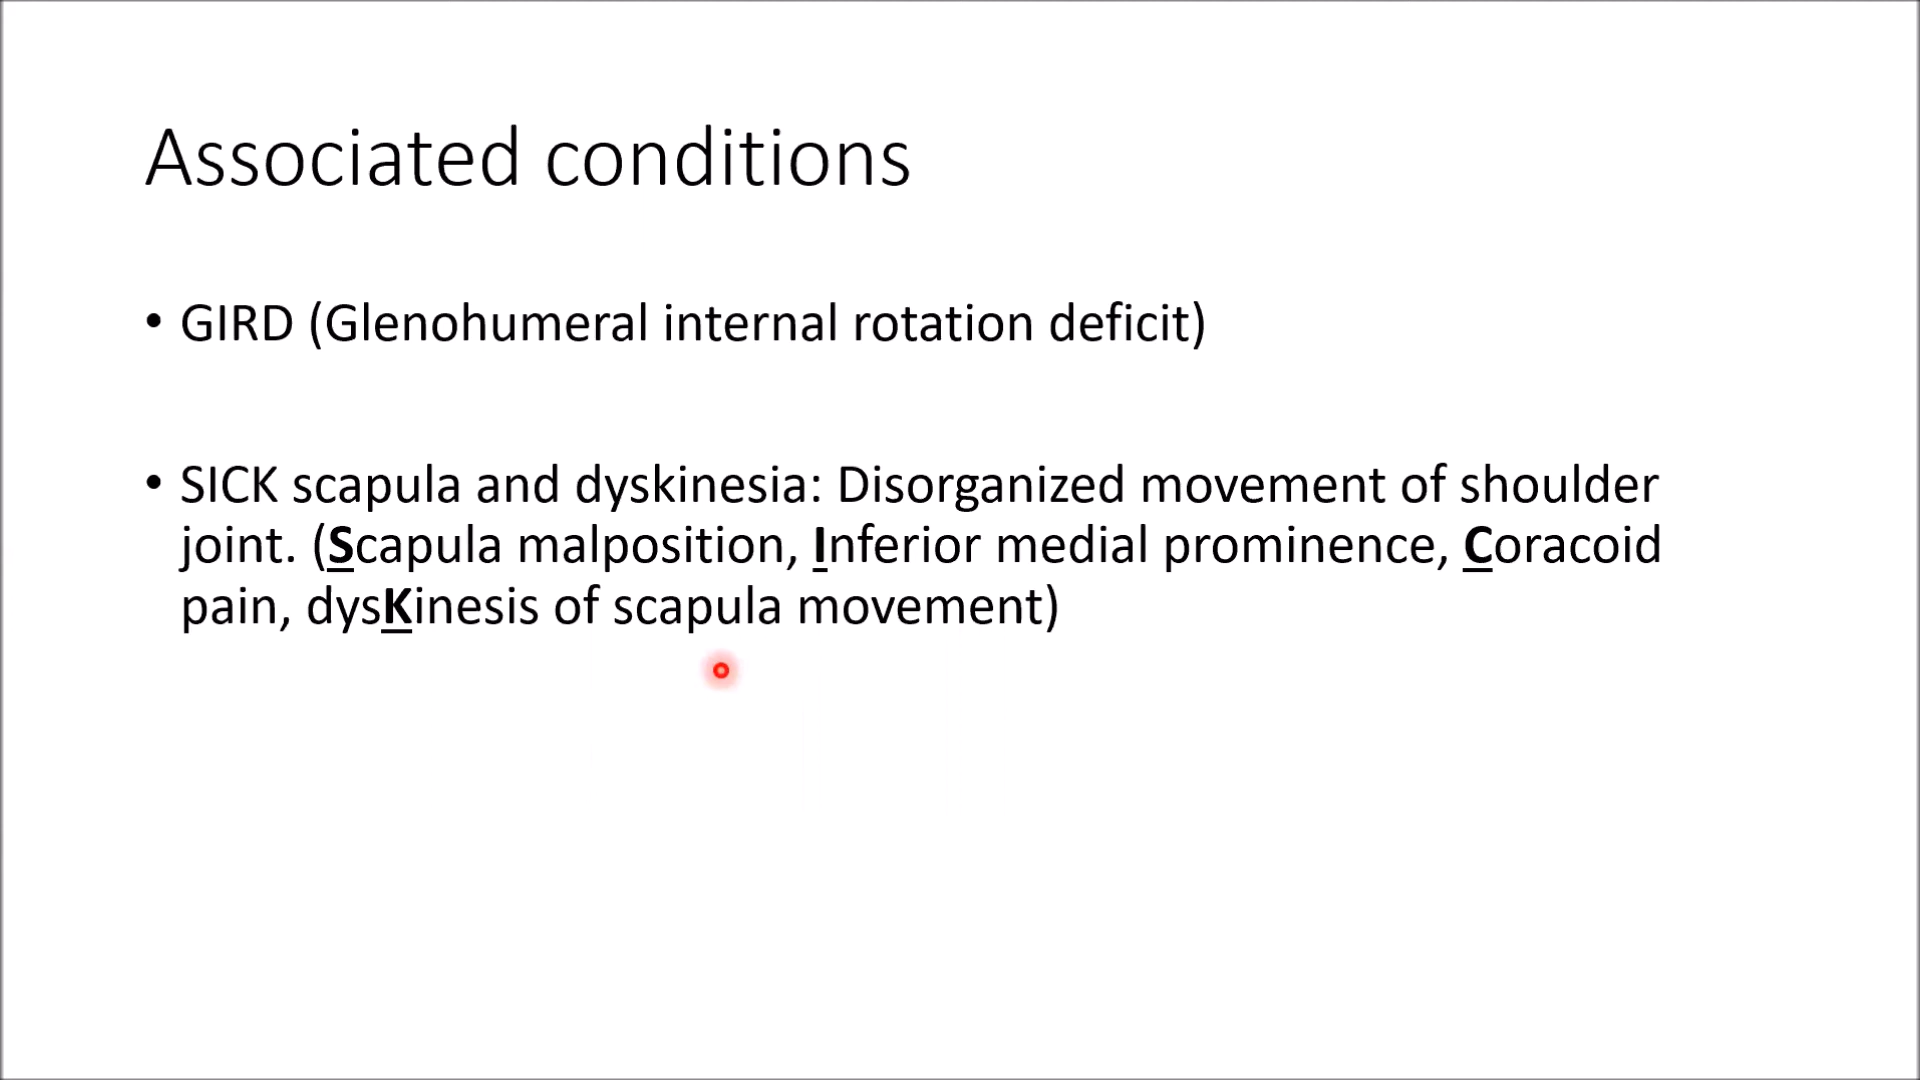 Associated conditions
• GIRD (Glenohumeral internal rotation deficit)
• SICK scapula and dyskinesia: Disorganized movement of shoulder
joint. (Scapula malposition, Inferior medial prominence, Coracoid
pain, dysKinesis of scapula movement)